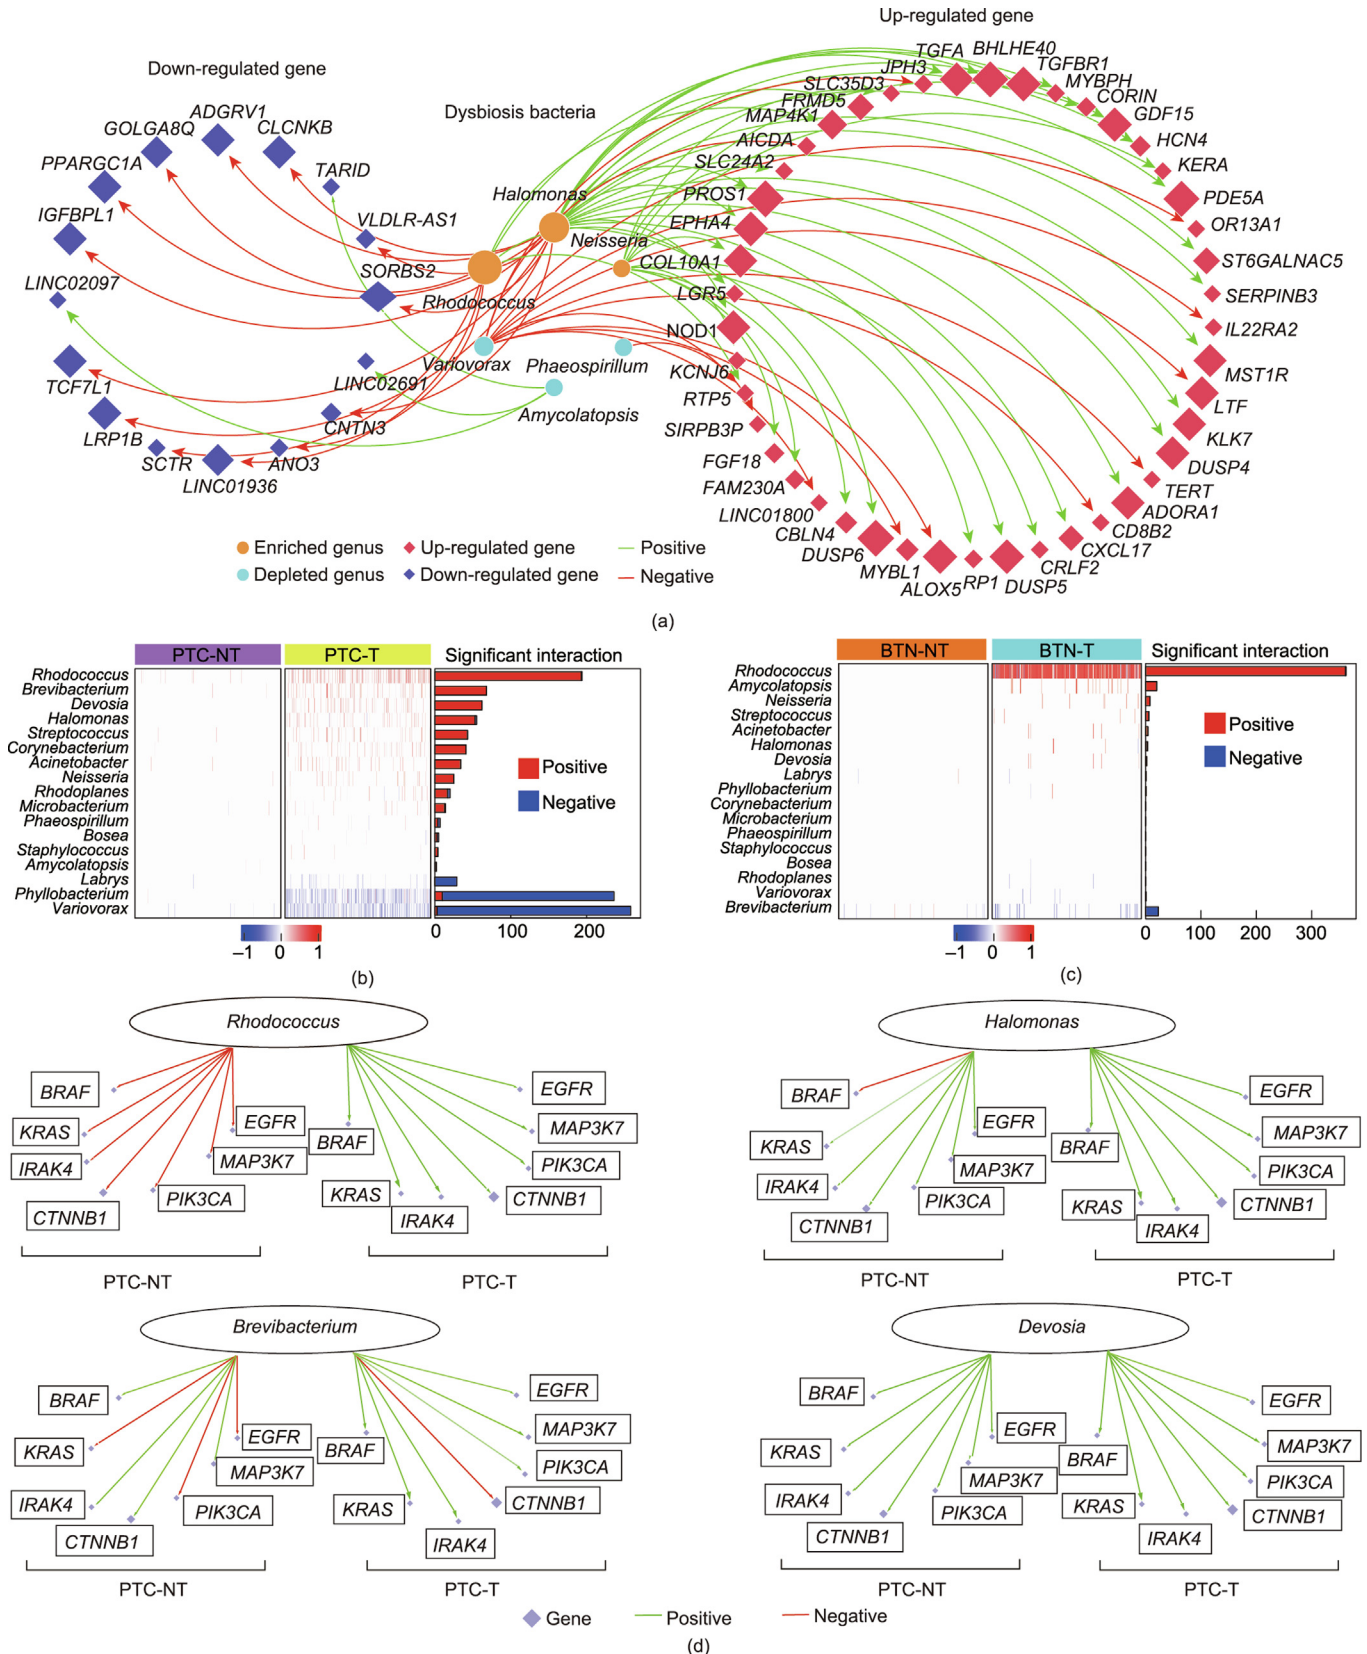 Up-regulated gene
Down-regulated gene
Dysbiosis bacteria
TGFA
BHLHE40
JPH3
TGFBR1
SLC35D3
MYBPH
FRMD5
CORIN
MAP4K1
GDF15
AICDA
HCN4
SLC24A2
KERA
PROS1
PDE5A
EPHA4
OR13A1
COL10A1
ST6GALNAC5
LGR5
SERPINB3
NOD1
IL22RA2
KCNJ6
MST1R
RTP5
LTF
SIRPB3P
KLK7
FGF18
DUSP4
FAM230A
TERT
LINC01800
ADORA1
CBLN4
CD8B2
DUSP6
CXCL17
MYBL1
CRLF2
ALOX5
RP1
DUSP5
ADGRV1
GOLGA8Q
CLCNKB
PPARGC1A
TARID
IGFBPL1
VLDLR-AS1
LINC02097
SORBS2
TCF7L1
LINC02691
LRP1B
CNTN3
SCTR
ANO3
LINC01936
Halomonas
Neisseria
Rhodococcus
Variovorax
Phaeospirillum
Amycolatopsis
Enriched genus
Up-regulated gene
Positive
Depleted genus
Down-regulated gene
Negative
(a)
PTC-NT
PTC-T
Significant interaction
Rhodococcus
Brevibacterium
Devosia
Halomonas
Streptococcus
Corynebacterium
Acinetobacter
Neisseria
Rhodoplanes
Microbacterium
Phaeospirillum
Bosea
Staphylococcus
Amycolatopsis
Labrys
Phyllobacterium
Variovorax
Positive
Negative
100 200
–1 0 1
(b)
BTN-NT
BTN-T
Significant interaction
Rhodococcus
Amycolatopsis
Neisseria
Streptococcus
Acinetobacter
Halomonas
Devosia
Labrys
Phyllobacterium
Corynebacterium
Microbacterium
Phaeospirillum
Staphylococcus
Bosea
Rhodoplanes
Variovorax
Brevibacterium
Positive
Negative
0 100 200 300
–1 0 1
(c)
Rhodococcus
BRAF
KRAS
IRAK4
CTNNB1
PIK3CA
MAP3K7
EGFR
BRAF
KRAS
IRAK4
CTNNB1
PIK3CA
MAP3K7
EGFR
PTC-NT
PTC-T
Halomonas
BRAF
KRAS
IRAK4
CTNNB1
PIK3CA
MAP3K7
EGFR
BRAF
KRAS
IRAK4
CTNNB1
PIK3CA
MAP3K7
EGFR
PTC-NT
PTC-T
Brevibacterium
BRAF
KRAS
IRAK4
CTNNB1
PIK3CA
MAP3K7
EGFR
BRAF
KRAS
IRAK4
CTNNB1
PIK3CA
MAP3K7
EGFR
PTC-NT
PTC-T
Devosia
BRAF
KRAS
IRAK4
CTNNB1
PIK3CA
MAP3K7
EGFR
BRAF
KRAS
IRAK4
CTNNB1
PIK3CA
MAP3K7
EGFR
PTC-NT
PTC-T
Gene
Positive
Negative
(d)